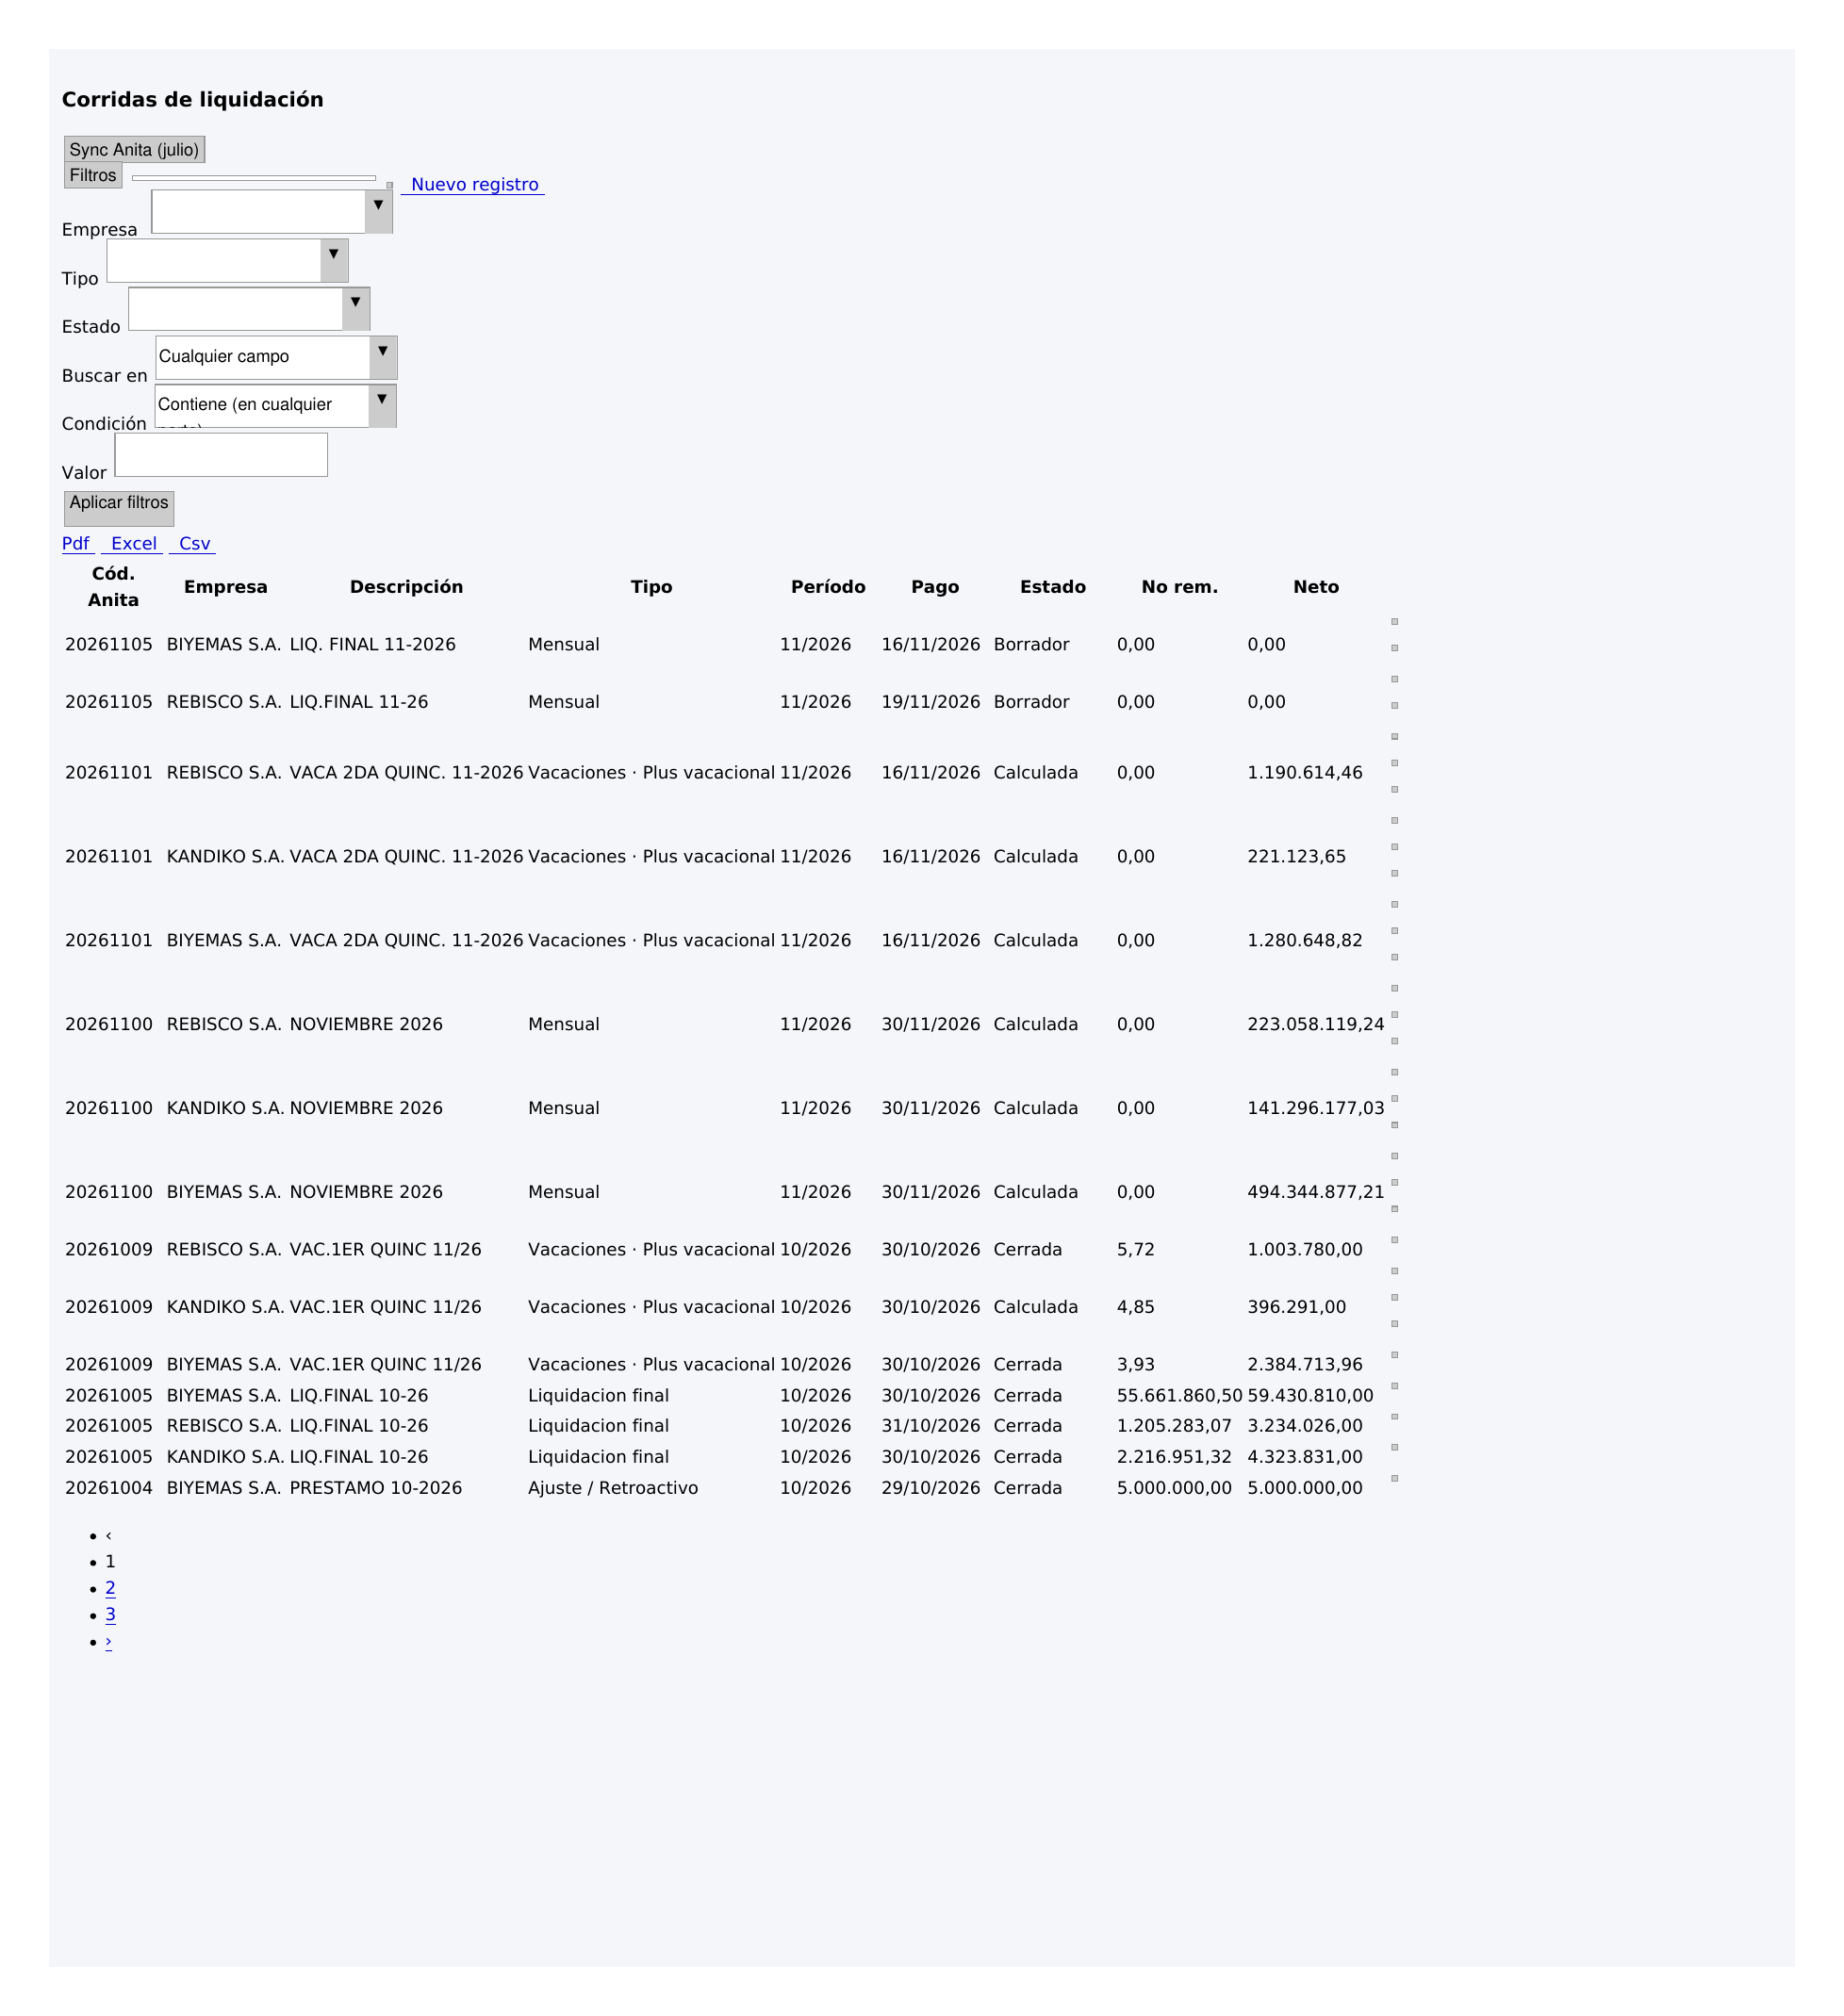 Corridas de liquidación
Sync Anita (julio)
Filtros
Nuevo registro
Empresa
Tipo
Estado
Buscar en Cualquier campo
Condición Contiene (en cualquier
Valor
Aplicar filtros
Pdf Excel Csv
Cód. Anita Empresa Descripción Tipo Período Pago Estado No rem. Neto
20261105 BIYEMAS S.A. LIQ. FINAL 11-2026 Mensual 11/2026 16/11/2026 Borrador 0,00 0,00
20261105 REBISCO S.A. LIQ.FINAL 11-26 Mensual 11/2026 19/11/2026 Borrador 0,00 0,00
20261101 REBISCO S.A. VACA 2DA QUINC. 11-2026 Vacaciones · Plus vacacional 11/2026 16/11/2026 Calculada 0,00 1.190.614,46
20261101 KANDIKO S.A. VACA 2DA QUINC. 11-2026 Vacaciones · Plus vacacional 11/2026 16/11/2026 Calculada 0,00 221.123,65
20261101 BIYEMAS S.A. VACA 2DA QUINC. 11-2026 Vacaciones · Plus vacacional 11/2026 16/11/2026 Calculada 0,00 1.280.648,82
20261100 REBISCO S.A. NOVIEMBRE 2026 Mensual 11/2026 30/11/2026 Calculada 0,00 223.058.119,24
20261100 KANDIKO S.A. NOVIEMBRE 2026 Mensual 11/2026 30/11/2026 Calculada 0,00 141.296.177,03
20261100 BIYEMAS S.A. NOVIEMBRE 2026 Mensual 11/2026 30/11/2026 Calculada 0,00 494.344.877,21
20261009 REBISCO S.A. VAC.1ER QUINC 11/26 Vacaciones · Plus vacacional 10/2026 30/10/2026 Cerrada 5,72 1.003.780,00
20261009 KANDIKO S.A. VAC.1ER QUINC 11/26 Vacaciones · Plus vacacional 10/2026 30/10/2026 Calculada 4,85 396.291,00
20261009 BIYEMAS S.A. VAC.1ER QUINC 11/26 Vacaciones · Plus vacacional 10/2026 30/10/2026 Cerrada 3,93 2.384.713,96
20261005 BIYEMAS S.A. LIQ.FINAL 10-26 Liquidacion final 10/2026 30/10/2026 Cerrada 55.661.860,50 59.430.810,00
20261005 REBISCO S.A. LIQ.FINAL 10-26 Liquidacion final 10/2026 31/10/2026 Cerrada 1.205.283,07 3.234.026,00
20261005 KANDIKO S.A. LIQ.FINAL 10-26 Liquidacion final 10/2026 30/10/2026 Cerrada 2.216.951,32 4.323.831,00
20261004 BIYEMAS S.A. PRESTAMO 10-2026 Ajuste / Retroactivo 10/2026 29/10/2026 Cerrada 5.000.000,00 5.000.000,00
• ‹
• 1
• 2
• 3
• ›